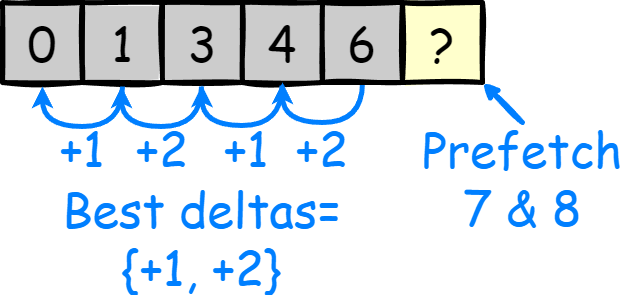 0 1 3 4 6 ?
+1 +2 +1 +2
Prefetch
7 & 8
Best deltas=
{+1, +2}